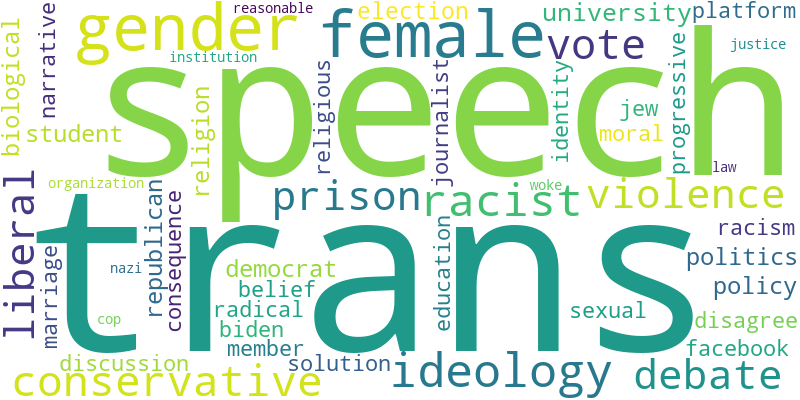 reasonable
election
university
platform
gender
female
vote
justice
narrative
biological
institution
speech
religious
journalist
identity
progressive
student
religion
jew
moral
law
organization
prison
racist
woke
violence
liberal
trans
republican
consequence
racism
marriage
nazi
democrat
education
politics
belief
policy
radical
sexual
cop
biden
disagree
member
facebook
discussion
solution
conservative
ideology
debate